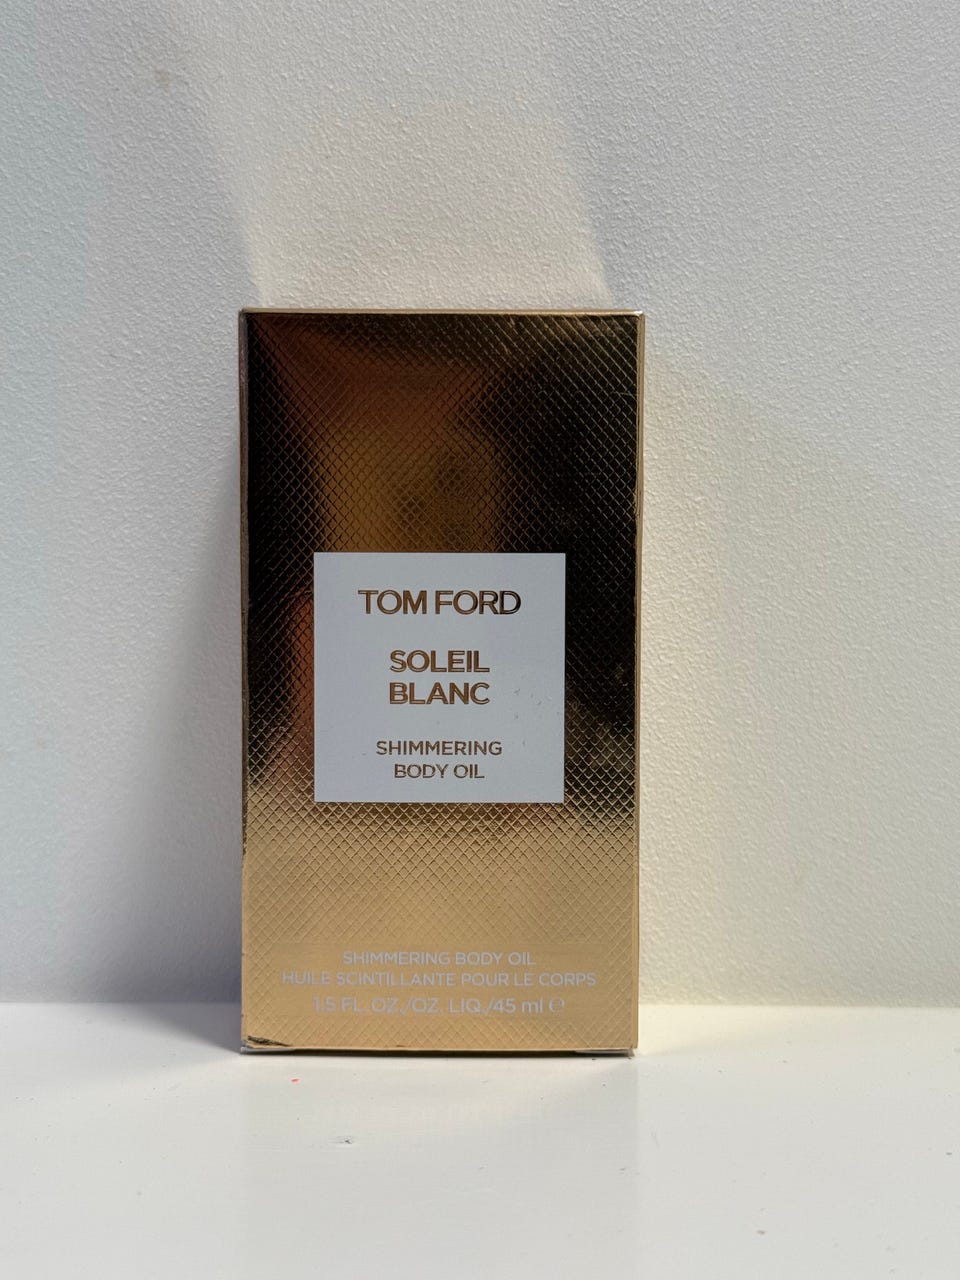 TOM FORD
SOLEIL
BLANC
SHIMMERING
BODY OIL
SHIMMERING BODY OIL
HUILE SCINTILLANTE POUR LE CORPS
1.5 FL.OZ./OZ. LIQ./45 ml ℮